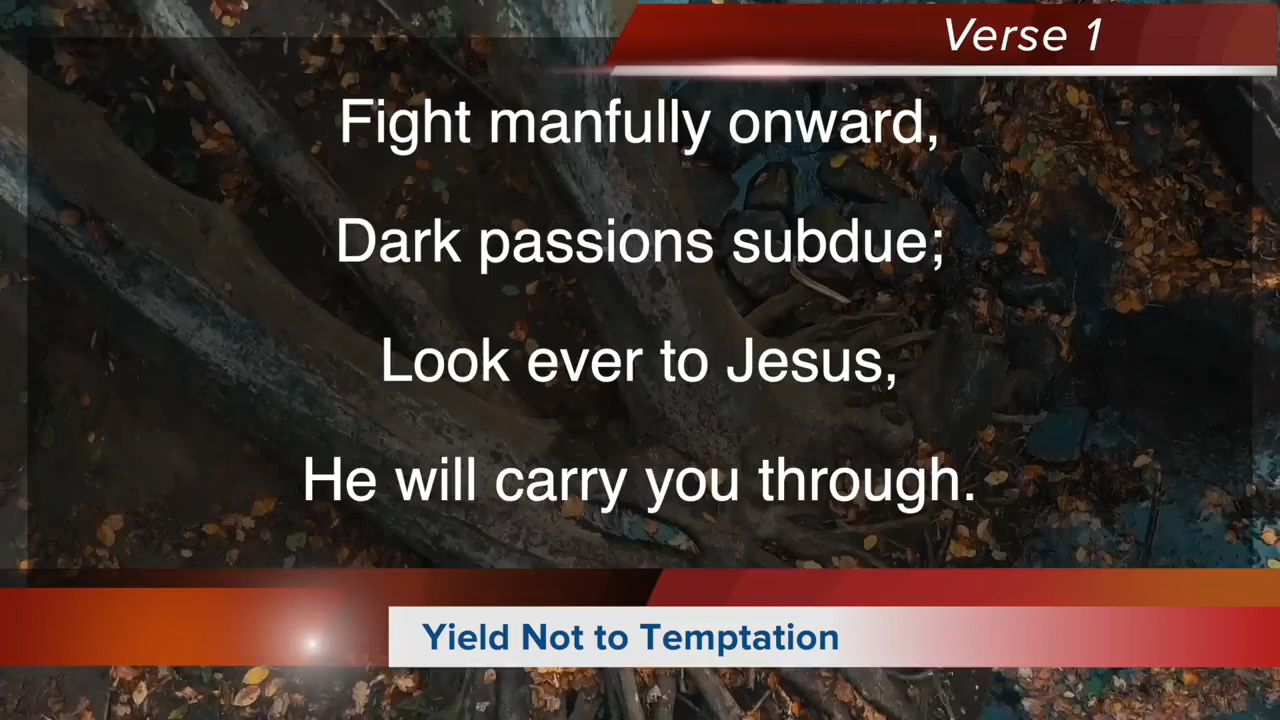 Verse 1
Fight manfully onward,
Dark passions subdue;
Look ever to Jesus,
He will carry you through.
Yield Not to Temptation